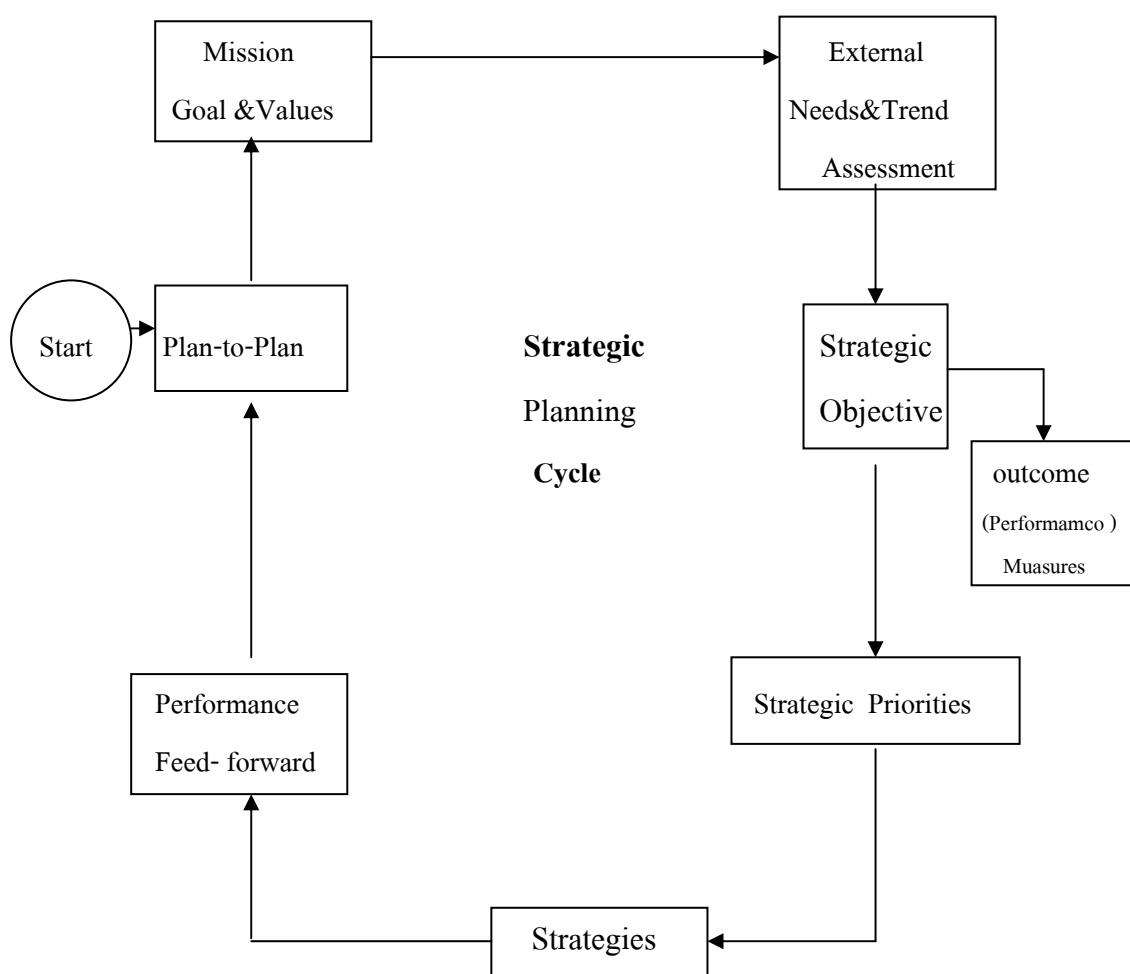 Mission
Goal &Values
External
Needs&Trend
Assessment
Start
Plan-to-Plan
Strategic
Planning
Cycle
Strategic
Objective
outcome
(Performamco )
Muasures
Performance
Feed- forward
Strategic Priorities
Strategies